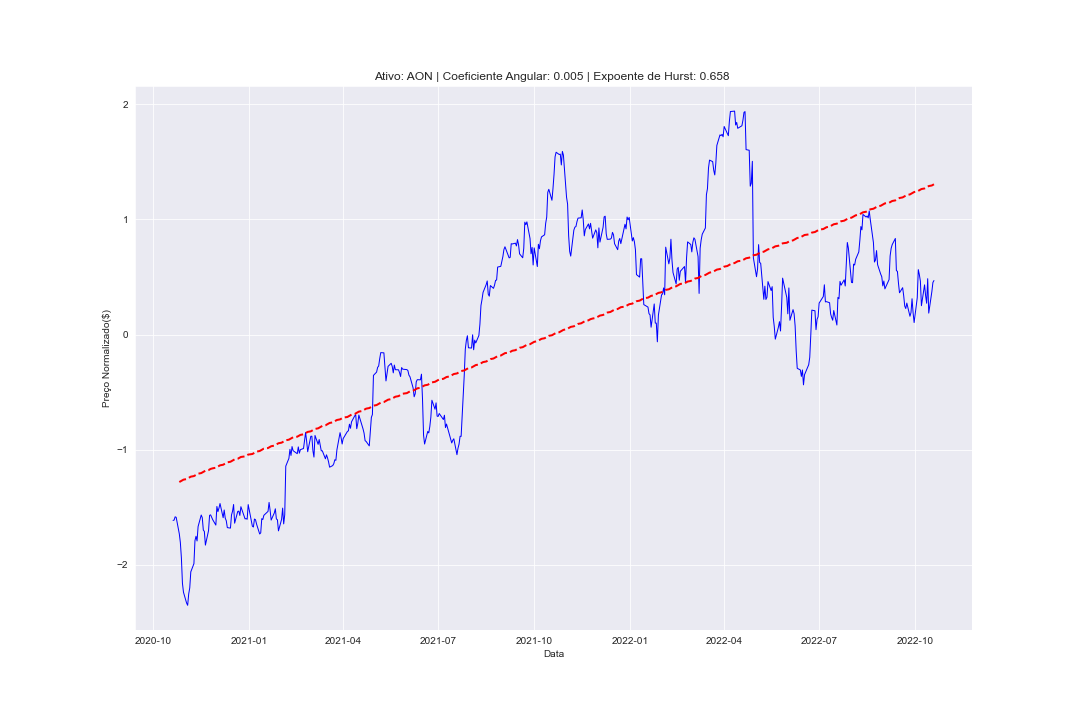 Ativo: AON | Coeficiente Angular: 0.005 | Expoente de Hurst: 0.658
Preço Normalizado($)
2
1
0
−1
−2
2020-10 2021-01 2021-04 2021-07 2021-10 2022-01 2022-04 2022-07 2022-10
Data